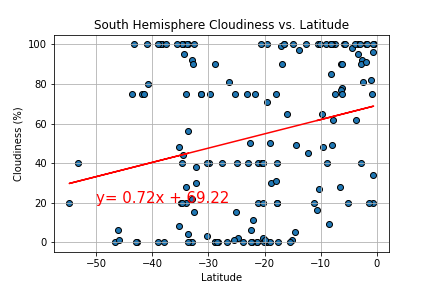 South Hemisphere Cloudiness vs. Latitude
100
80
60
40
20
0
Cloudiness (%)
y= 0.72x + 69.22
−50 −40 −30 −20 −10 0
Latitude